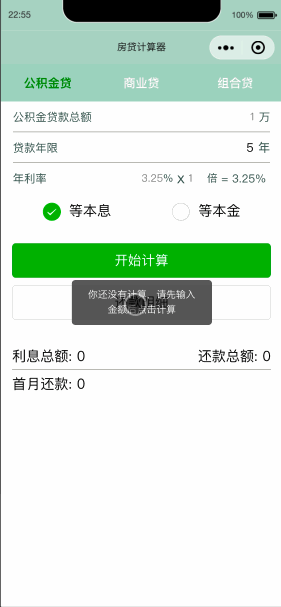 22:55
100%
房贷计算器
公积金贷 商业贷 组合贷
公积金贷款总额 1 万
贷款年限 5 年
年利率 3.25% X 1 倍 = 3.25%
等本息 等本金
开始计算
你还没有计算，请先输入
金额后点击计算
利息总额: 0 还款总额: 0
首月还款: 0